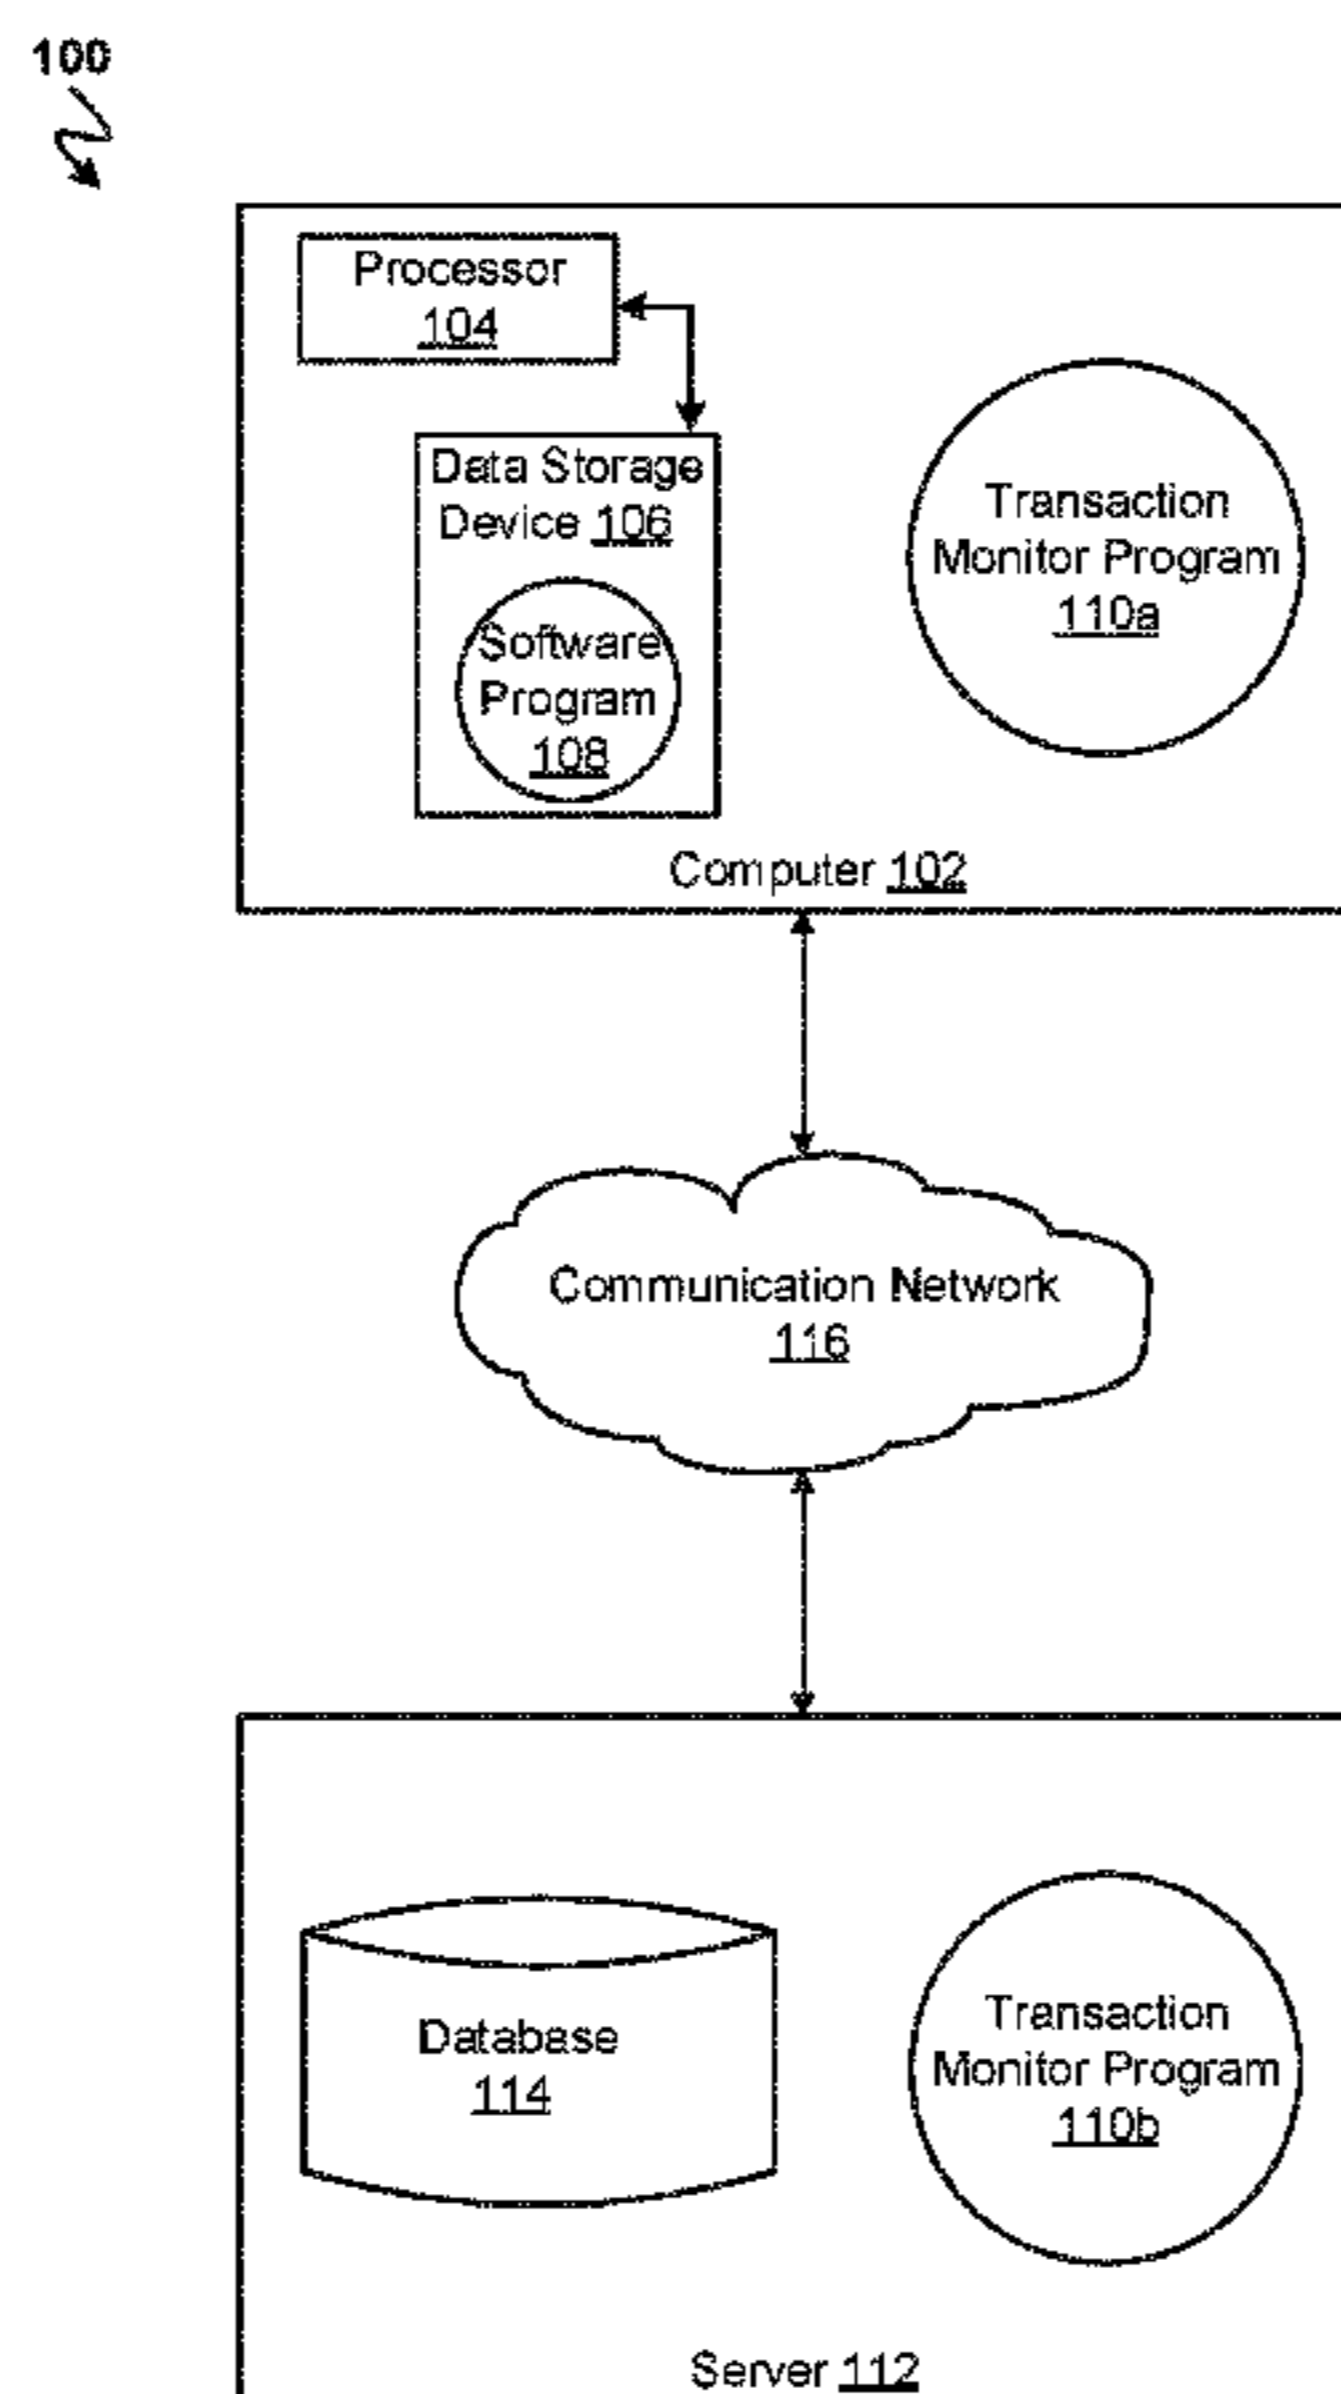 100
Processor
104
Data Storage
Device 106
Software
Program
108
Transaction
Monitor Program
110a
Computer 102
Communication Network
116
Database
114
Transaction
Monitor Program
110b
Server 112